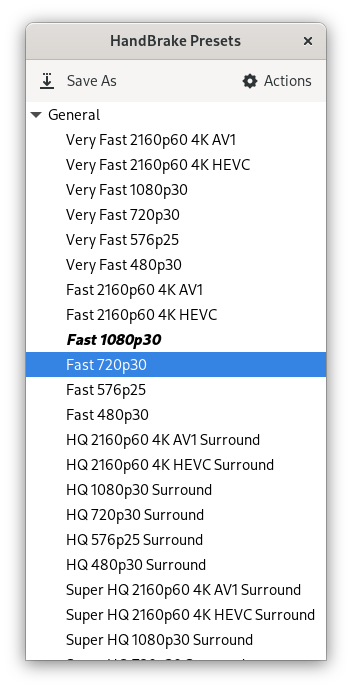 HandBrake Presets
Save As
Actions
General
Very Fast 2160p60 4K AV1
Very Fast 2160p60 4K HEVC
Very Fast 1080p30
Very Fast 720p30
Very Fast 576p25
Very Fast 480p30
Fast 2160p60 4K AV1
Fast 2160p60 4K HEVC
Fast 1080p30
Fast 720p30
Fast 576p25
Fast 480p30
HQ 2160p60 4K AV1 Surround
HQ 2160p60 4K HEVC Surround
HQ 1080p30 Surround
HQ 720p30 Surround
HQ 576p25 Surround
HQ 480p30 Surround
Super HQ 2160p60 4K AV1 Surround
Super HQ 2160p60 4K HEVC Surround
Super HQ 1080p30 Surround